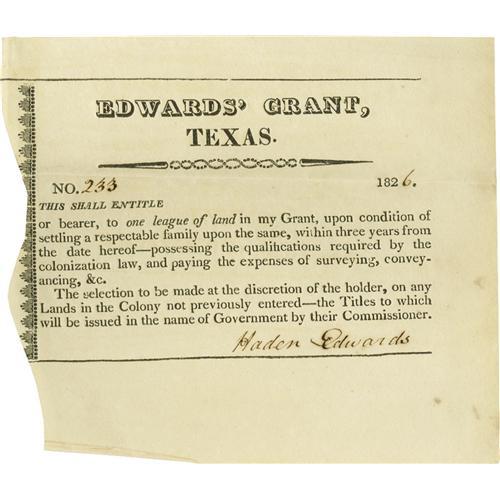 EDWARDS' GRANT,
TEXAS.
NO. 233 1826.
THIS SHALL ENTITLE
or bearer, to one league of land in my Grant, upon condition of
settling a respectable family upon the same, within three years from
the date hereof—possessing the qualifications required by the
colonization law, and paying the expenses of surveying, convey-
ancing, &c.
The selection to be made at the discretion of the holder, on any
Lands in the Colony not previously entered—the Titles to which
will be issued in the name of Government by their Commissioner.
Haden Edwards